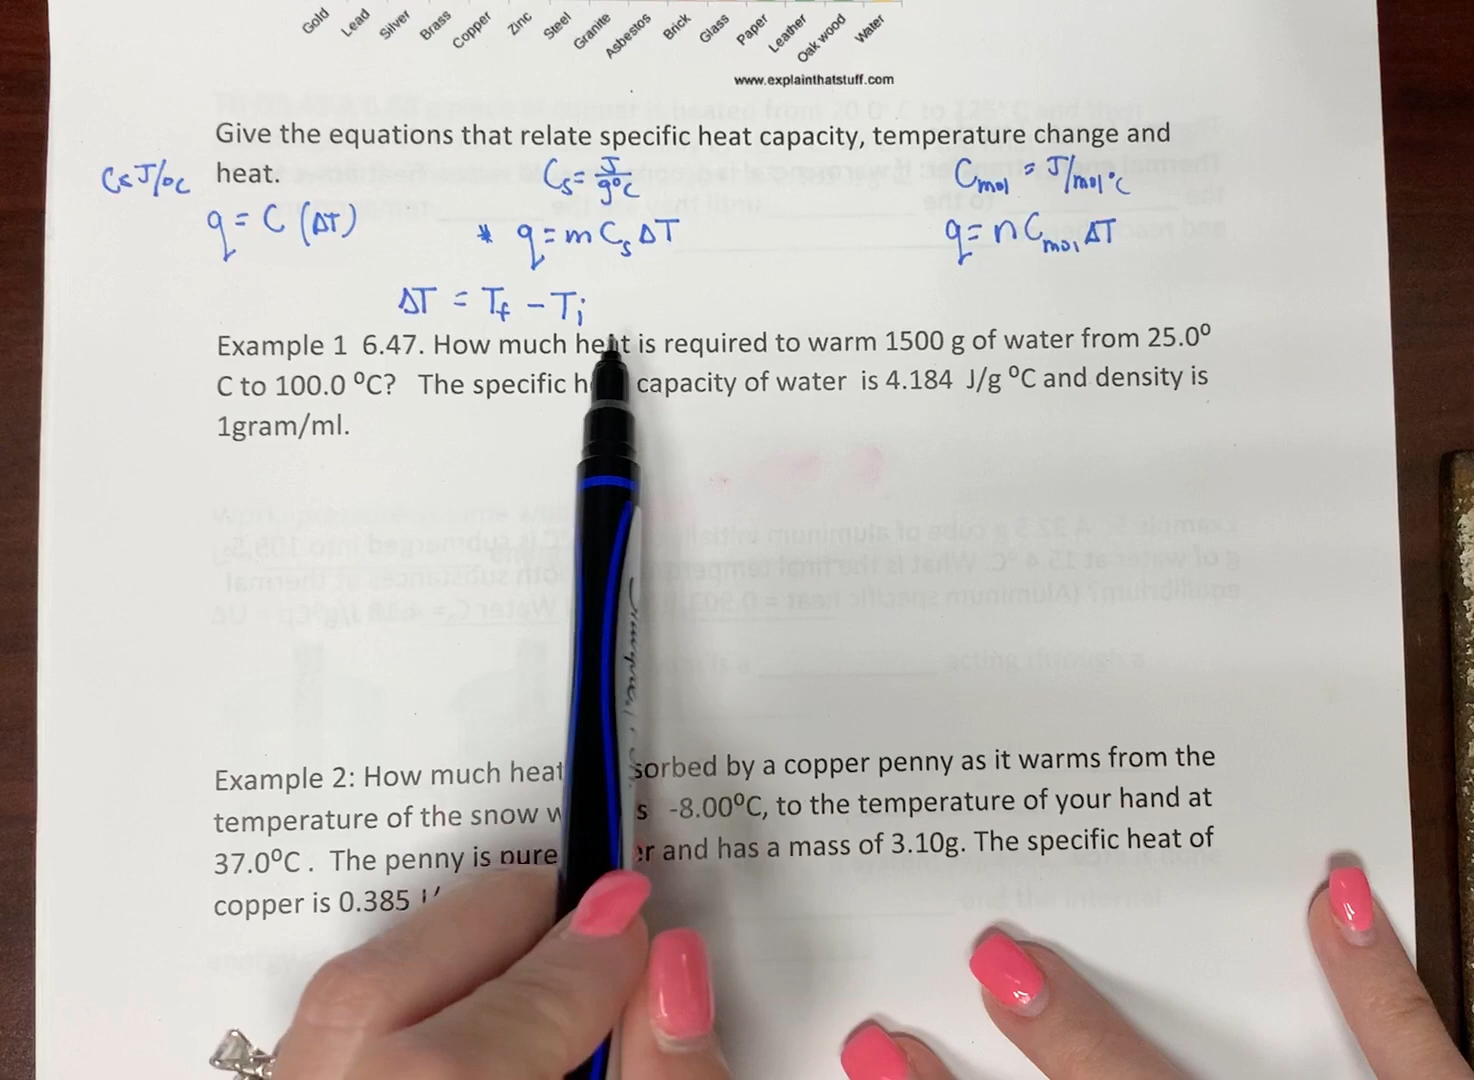 Gold Lead Silver Brass Copper Zinc Steel Granite Asbestos Brick Glass Paper Leather Oak wood Water
www.explainthatstuff.com
Give the equations that relate specific heat capacity, temperature change and
heat.
C = J/°C
Cs = J/g°C
Cmol = J/mol°C
q = C (ΔT)
* q = m Cs ΔT
q = n Cmol ΔT
ΔT = Tf - Ti
Example 1 6.47. How much heat is required to warm 1500 g of water from 25.0⁰
C to 100.0 ⁰C? The specific h capacity of water is 4.184 J/g ⁰C and density is
1gram/ml.
Example 2: How much heat sorbed by a copper penny as it warms from the
temperature of the snow w s -8.00⁰C, to the temperature of your hand at
37.0⁰C. The penny is pure er and has a mass of 3.10g. The specific heat of
copper is 0.385